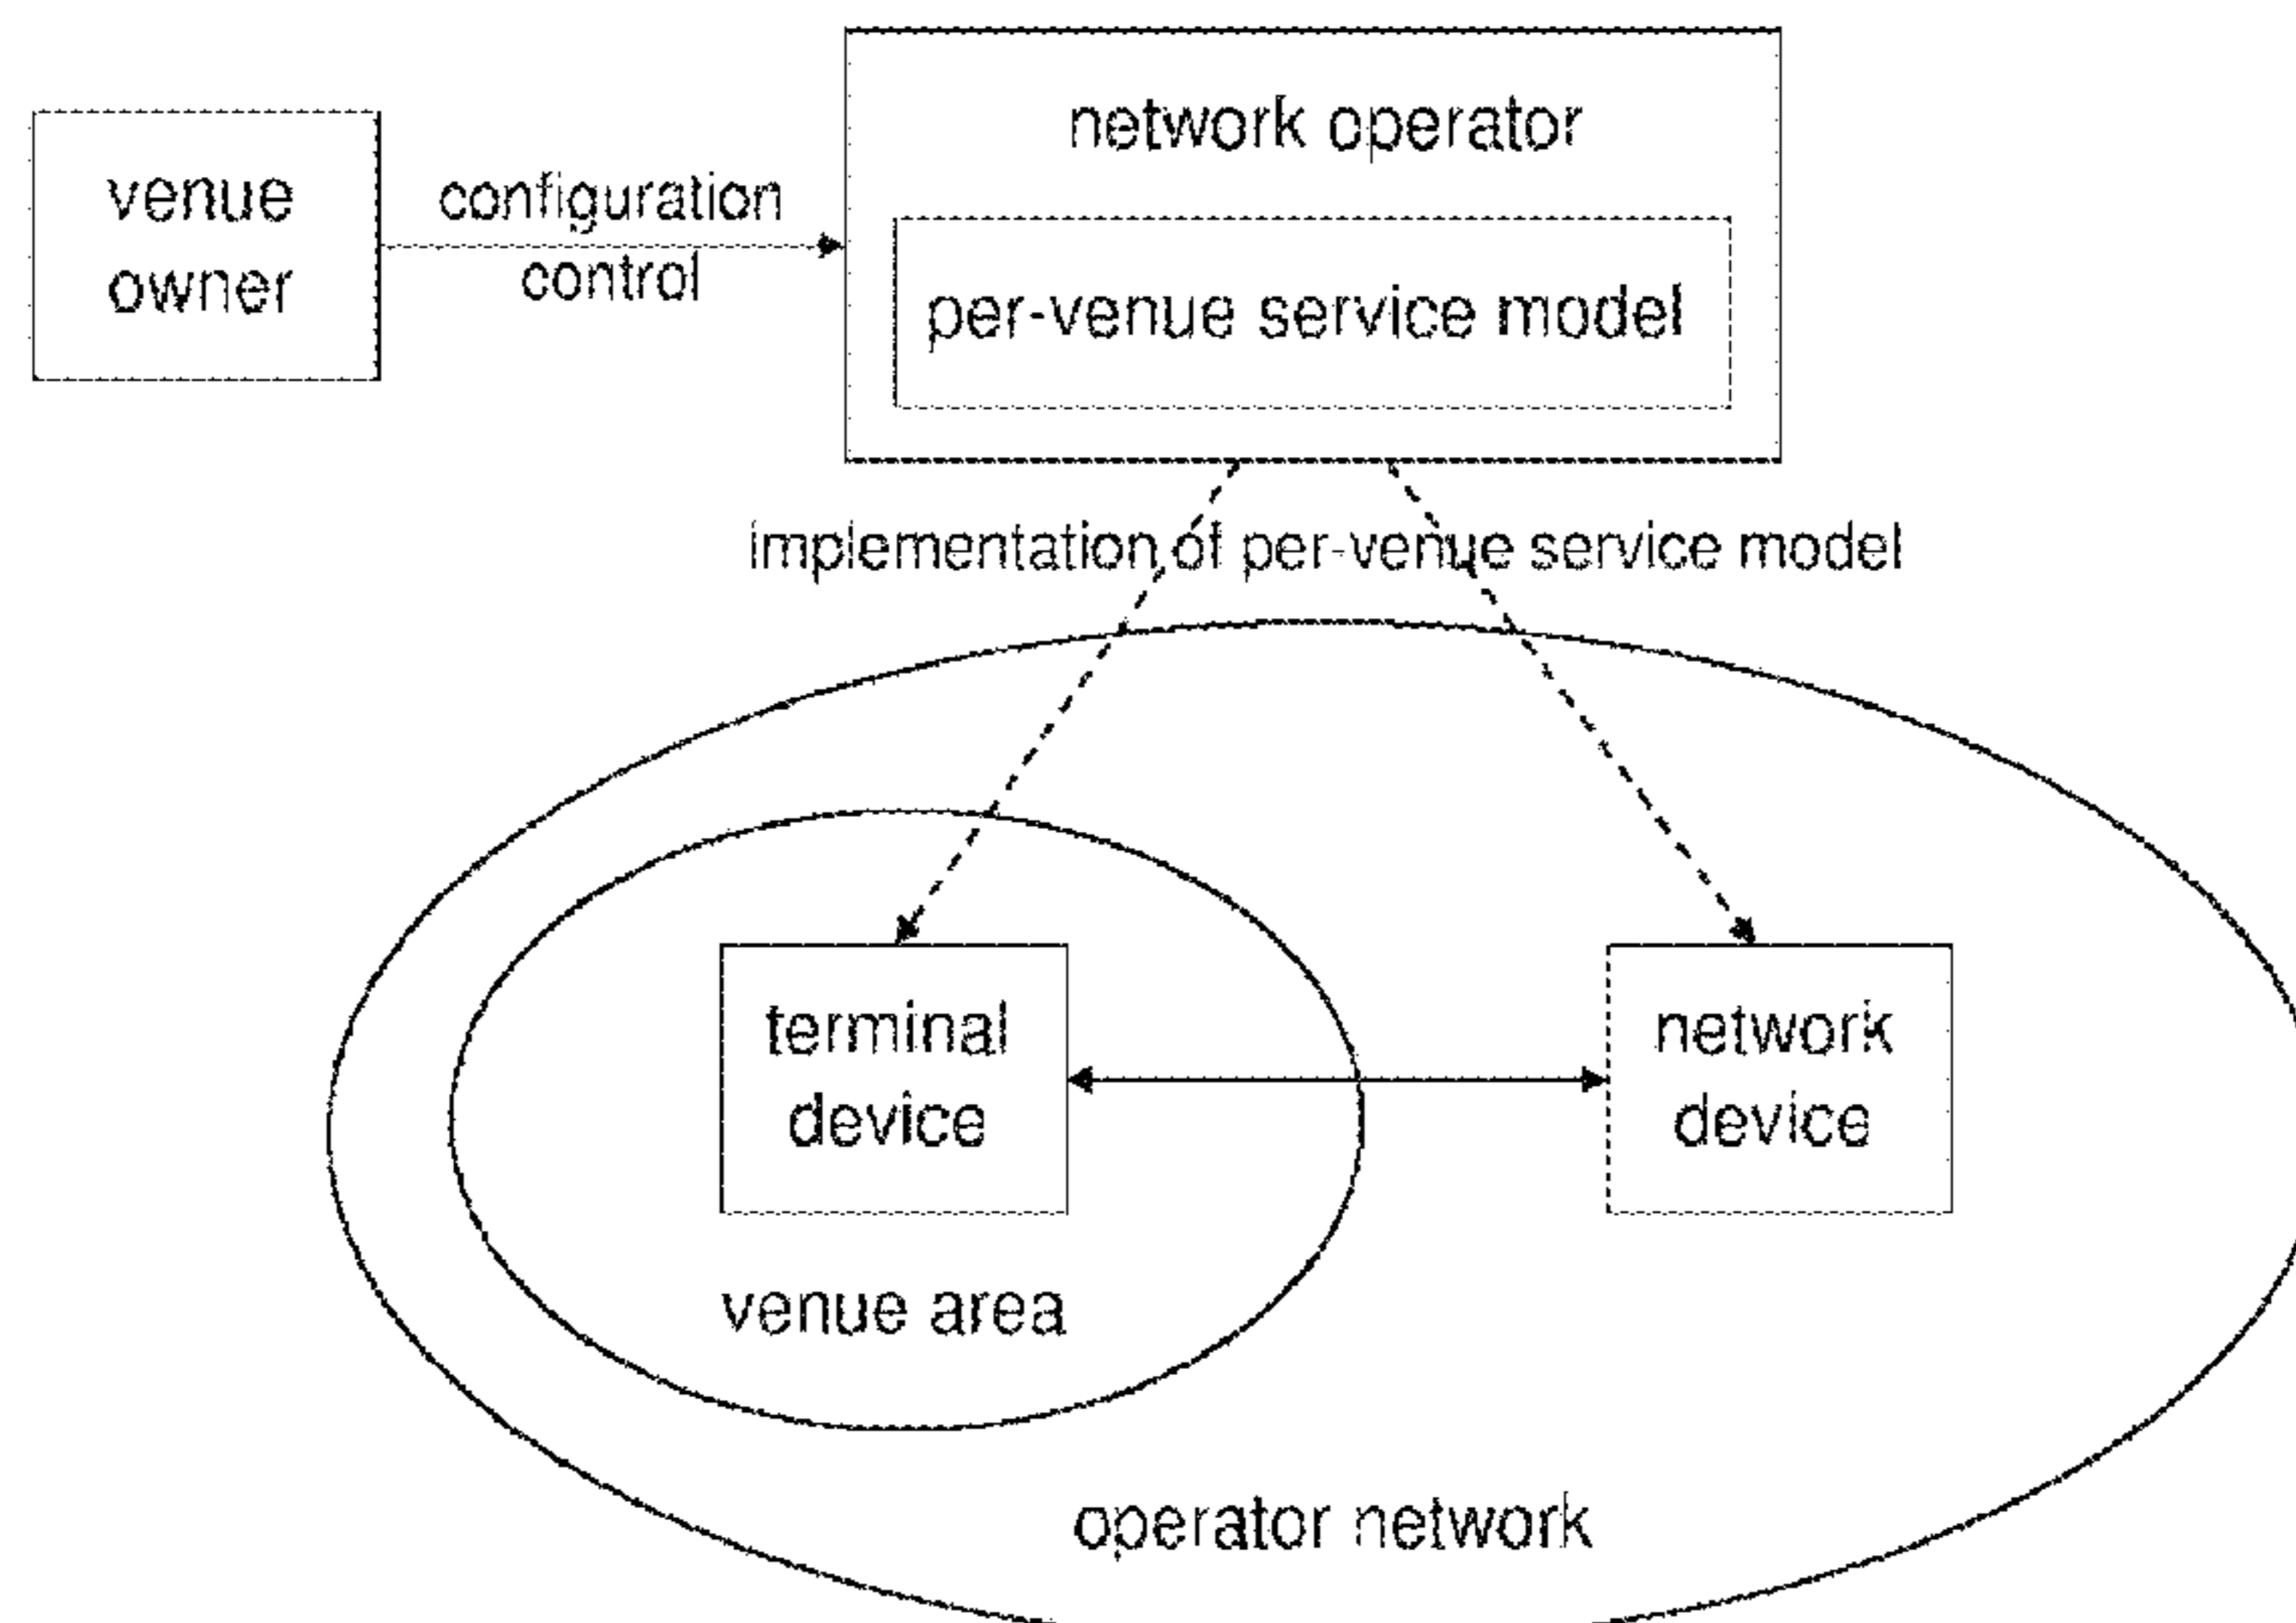 network operator
venue
owner
configuration
control
per-venue service model
implementation of per-venue service model
terminal
device
network
device
venue area
operator network